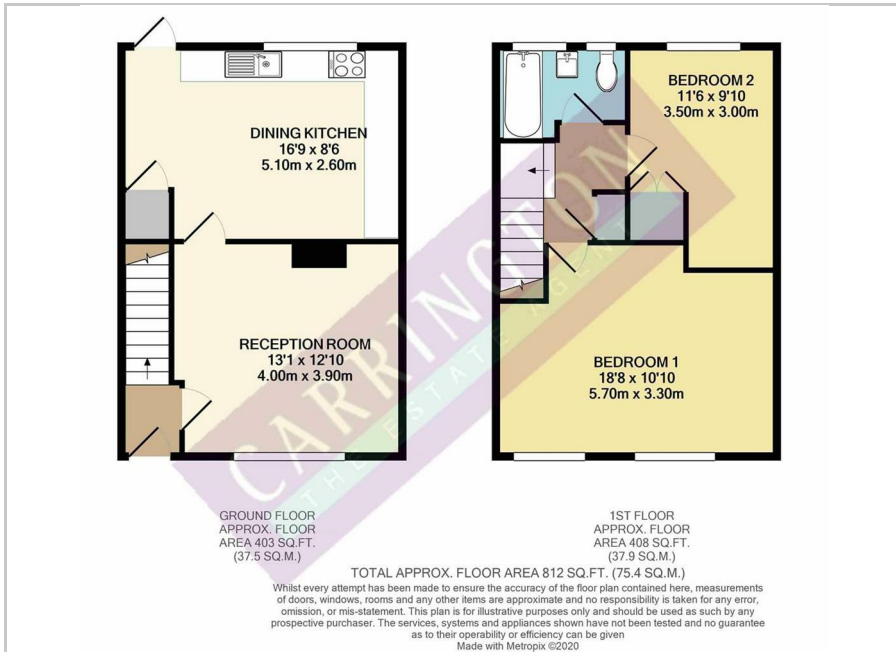 DINING KITCHEN
16'9 x 8'6
5.10m x 2.60m
RECEPTION ROOM
13'1 x 12'10
4.00m x 3.90m
BEDROOM 2
11'6 x 9'10
3.50m x 3.00m
BEDROOM 1
18'8 x 10'10
5.70m x 3.30m
CARRINGTON
THE ESTATE AGENT
GROUND FLOOR
APPROX. FLOOR
AREA 403 SQ.FT.
(37.5 SQ.M.)
1ST FLOOR
APPROX. FLOOR
AREA 408 SQ.FT.
(37.9 SQ.M.)
TOTAL APPROX. FLOOR AREA 812 SQ.FT. (75.4 SQ.M.)
Whilst every attempt has been made to ensure the accuracy of the floor plan contained here, measurements
of doors, windows, rooms and any other items are approximate and no responsibility is taken for any error,
omission, or mis-statement. This plan is for illustrative purposes only and should be used as such by any
prospective purchaser. The services, systems and appliances shown have not been tested and no guarantee
as to their operability or efficiency can be given
Made with Metropix ©2020